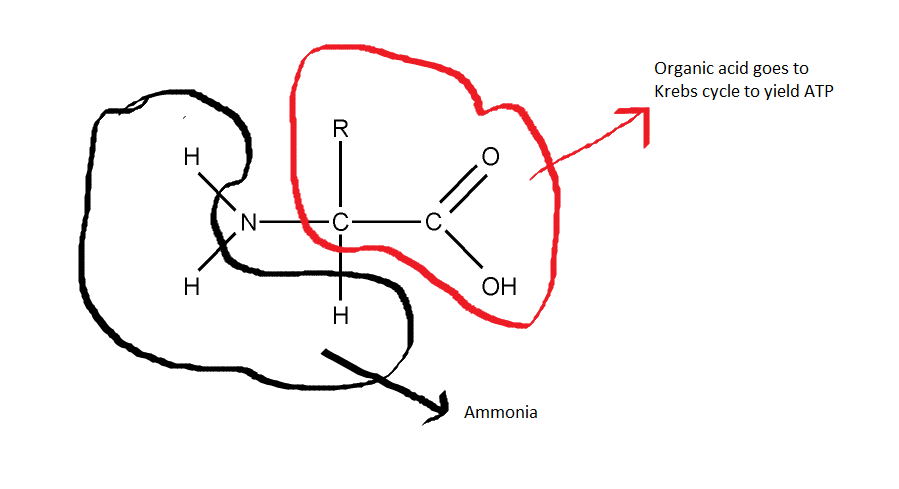 Organic acid goes to
Krebs cycle to yield ATP
R
H
O
N
C
C
H
OH
H
Ammonia